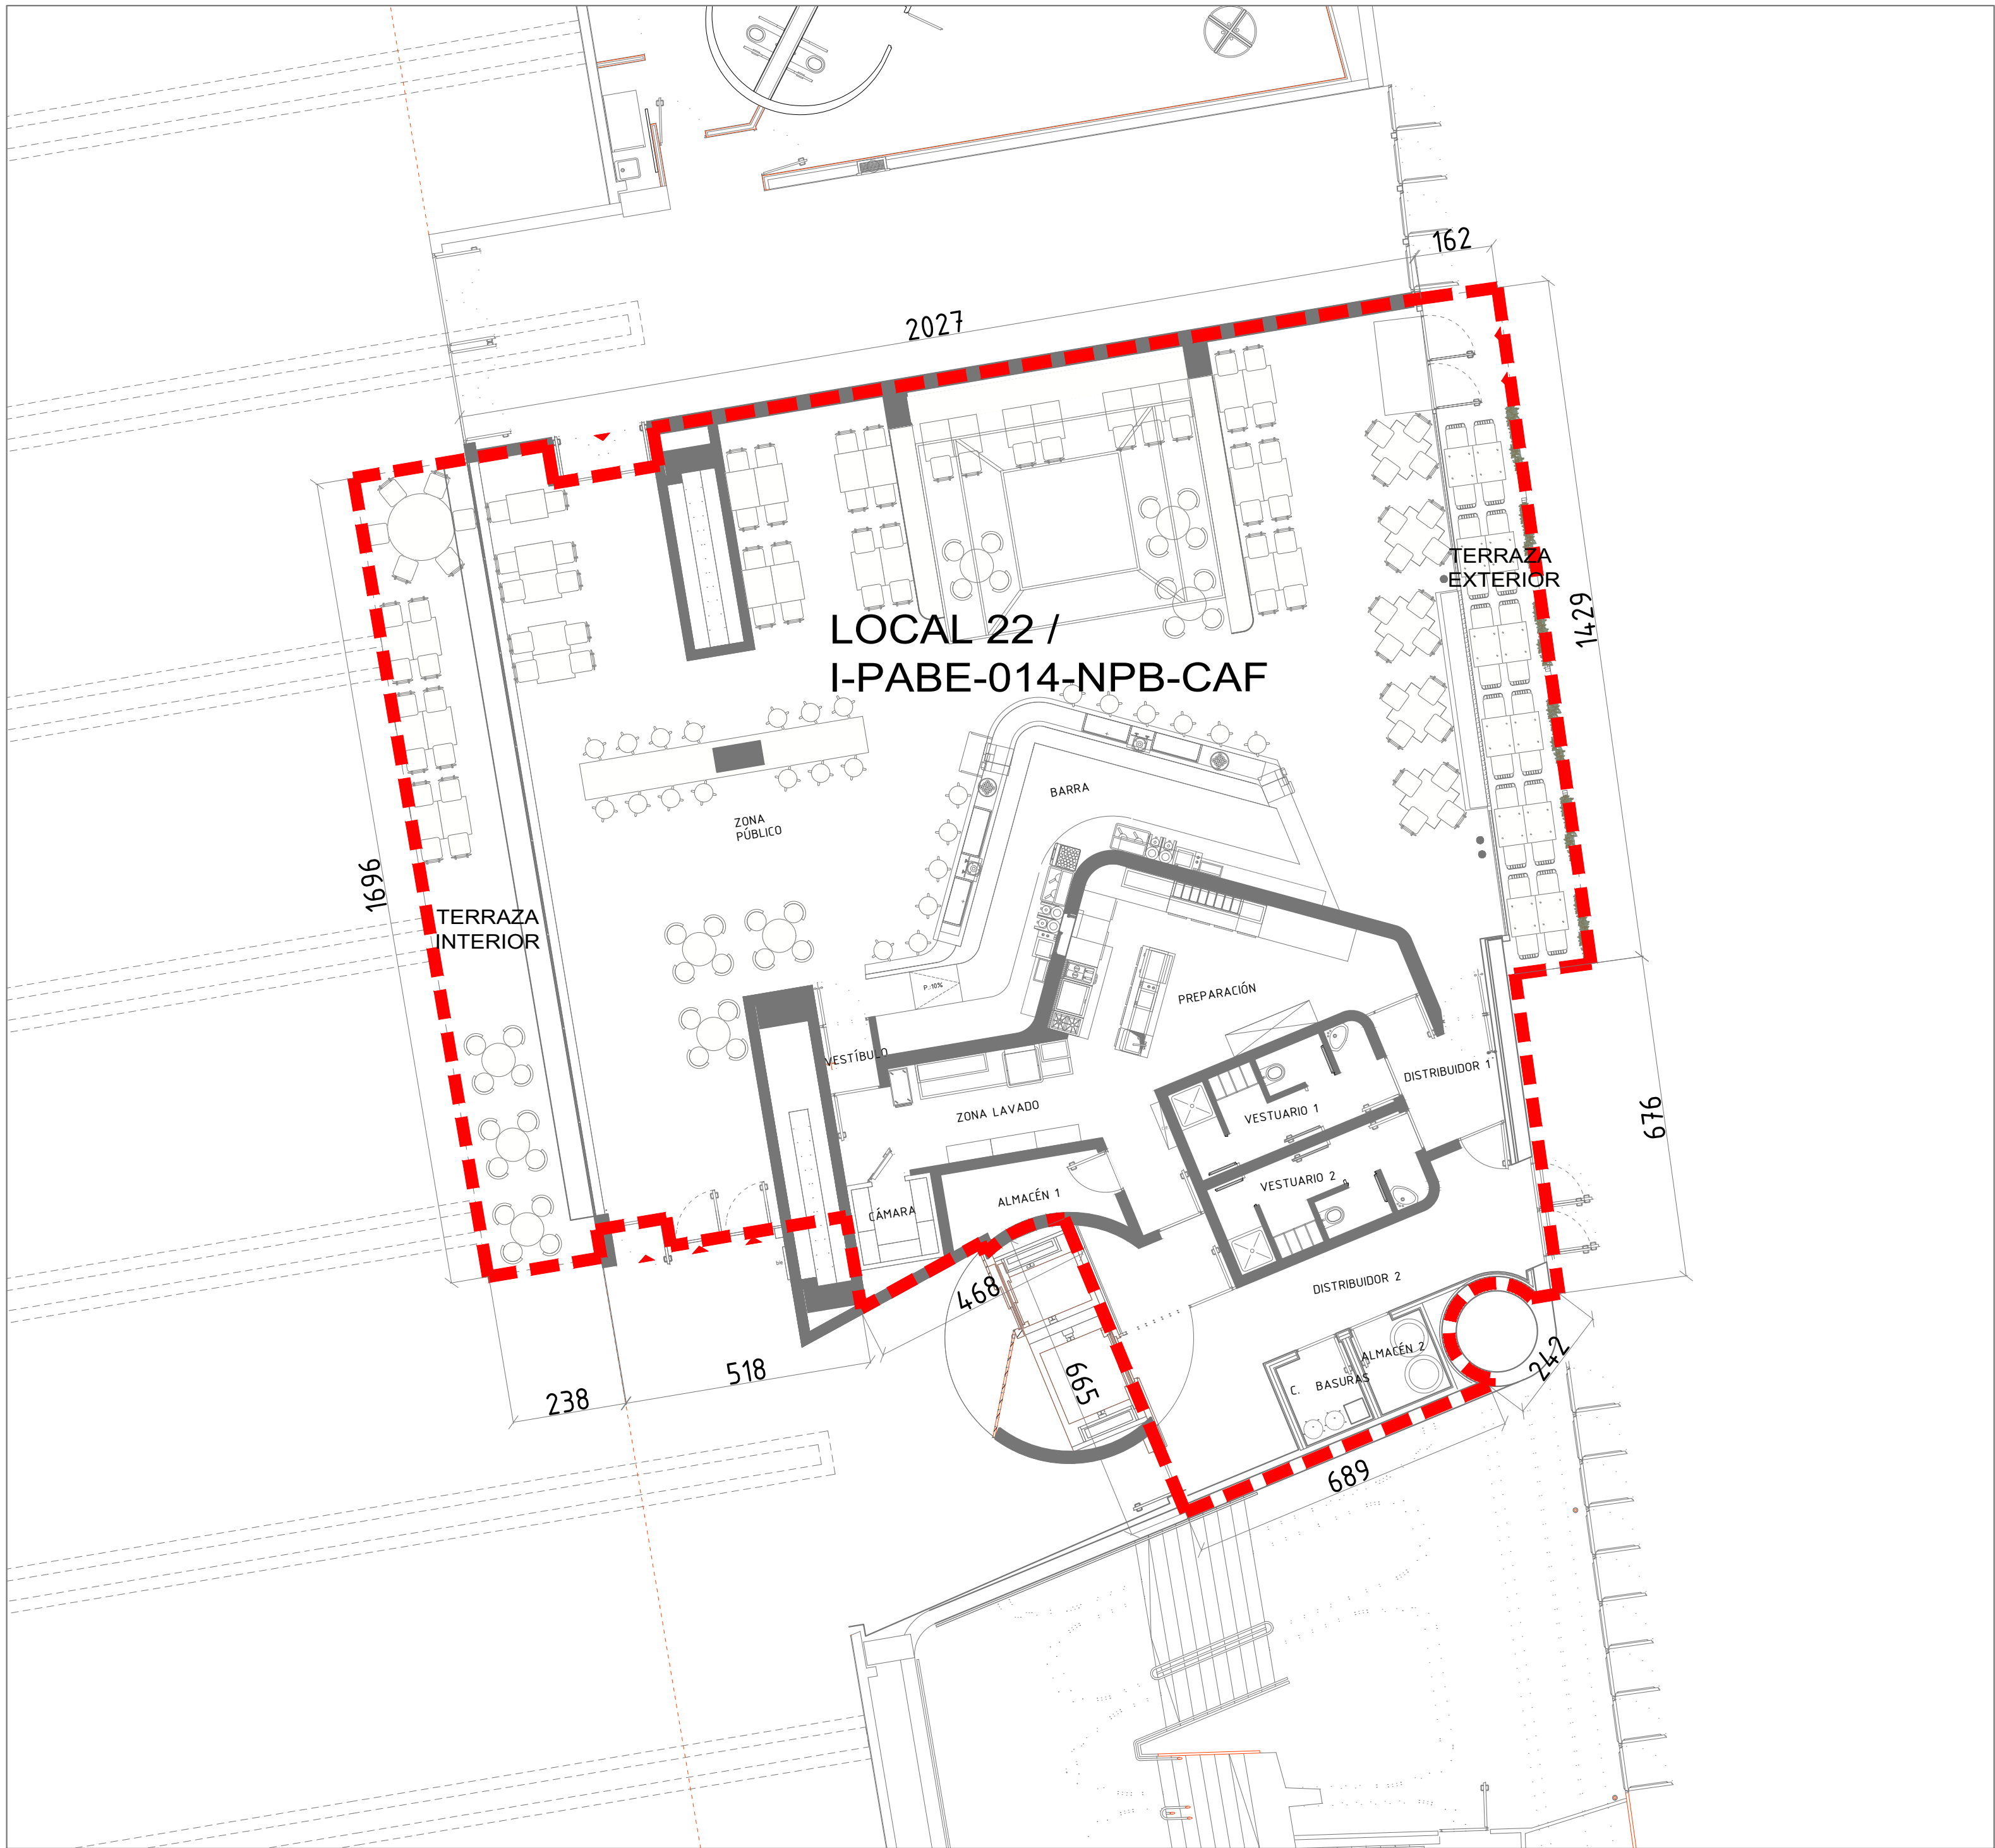 162
2027
TERRAZA
EXTERIOR
1429
LOCAL 22 /
I-PABE-014-NPB-CAF
BARRA
ZONA
PÚBLICO
1696
TERRAZA
INTERIOR
P.:10%
PREPARACIÓN
VESTÍBULO
DISTRIBUIDOR 1
ZONA LAVADO
VESTUARIO 1
676
VESTUARIO 2
ALMACÉN 1
CÁMARA
DISTRIBUIDOR 2
468
ALMACÉN 2
242
518
665
C. BASURAS
238
689